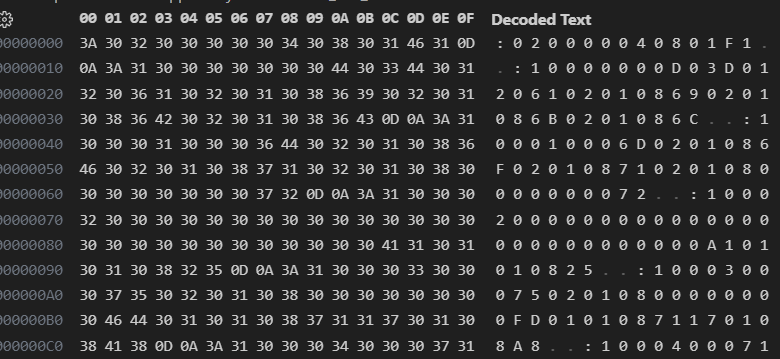 00 01 02 03 04 05 06 07 08 09 0A 0B 0C 0D 0E 0F Decoded Text
00000000 3A 30 32 30 30 30 30 30 34 30 38 30 31 46 31 0D : 0 2 0 0 0 0 0 4 0 8 0 1 F 1 .
00000010 0A 3A 31 30 30 30 30 30 30 30 44 30 33 44 30 31 . : 1 0 0 0 0 0 0 0 D 0 3 D 0 1
00000020 32 30 36 31 30 32 30 31 30 38 36 39 30 32 30 31 2 0 6 1 0 2 0 1 0 8 6 9 0 2 0 1
00000030 30 38 36 42 30 32 30 31 30 38 36 43 0D 0A 3A 31 0 8 6 B 0 2 0 1 0 8 6 C . . : 1
00000040 30 30 30 31 30 30 30 36 44 30 32 30 31 30 38 36 0 0 0 1 0 0 0 6 D 0 2 0 1 0 8 6
00000050 46 30 32 30 31 30 38 37 31 30 32 30 31 30 38 30 F 0 2 0 1 0 8 7 1 0 2 0 1 0 8 0
00000060 30 30 30 30 30 30 30 37 32 0D 0A 3A 31 30 30 30 0 0 0 0 0 0 0 7 2 . . : 1 0 0 0
00000070 32 30 30 30 30 30 30 30 30 30 30 30 30 30 30 30 2 0 0 0 0 0 0 0 0 0 0 0 0 0 0 0
00000080 30 30 30 30 30 30 30 30 30 30 30 30 41 31 30 31 0 0 0 0 0 0 0 0 0 0 0 0 A 1 0 1
00000090 30 31 30 38 32 35 0D 0A 3A 31 30 30 30 33 30 30 0 1 0 8 2 5 . . : 1 0 0 0 3 0 0
000000A0 30 37 35 30 32 30 31 30 38 30 30 30 30 30 30 30 0 7 5 0 2 0 1 0 8 0 0 0 0 0 0 0
000000B0 30 46 44 30 31 30 31 30 38 37 31 31 37 30 31 30 0 F D 0 1 0 1 0 8 7 1 1 7 0 1 0
000000C0 38 41 38 0D 0A 3A 31 30 30 30 34 30 30 30 37 31 8 A 8 . . : 1 0 0 0 4 0 0 0 7 1